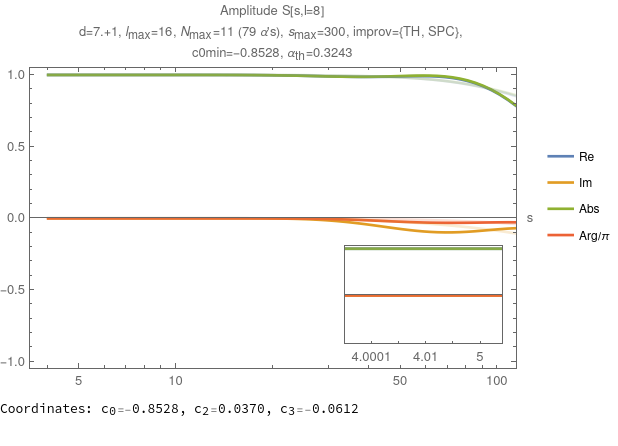 Amplitude S[s,l=8]
d=7.+1, lmax=16, Nmax=11 (79 α's), smax=300, improv={TH, SPC},
c0min=-0.8528, αth=0.3243
1.0
0.5
0.0
-0.5
-1.0
s
Re
Im
Abs
Arg/π
4.0001 4.01 5
5 10 50 100
Coordinates: c0=-0.8528, c2=0.0370, c3=-0.0612